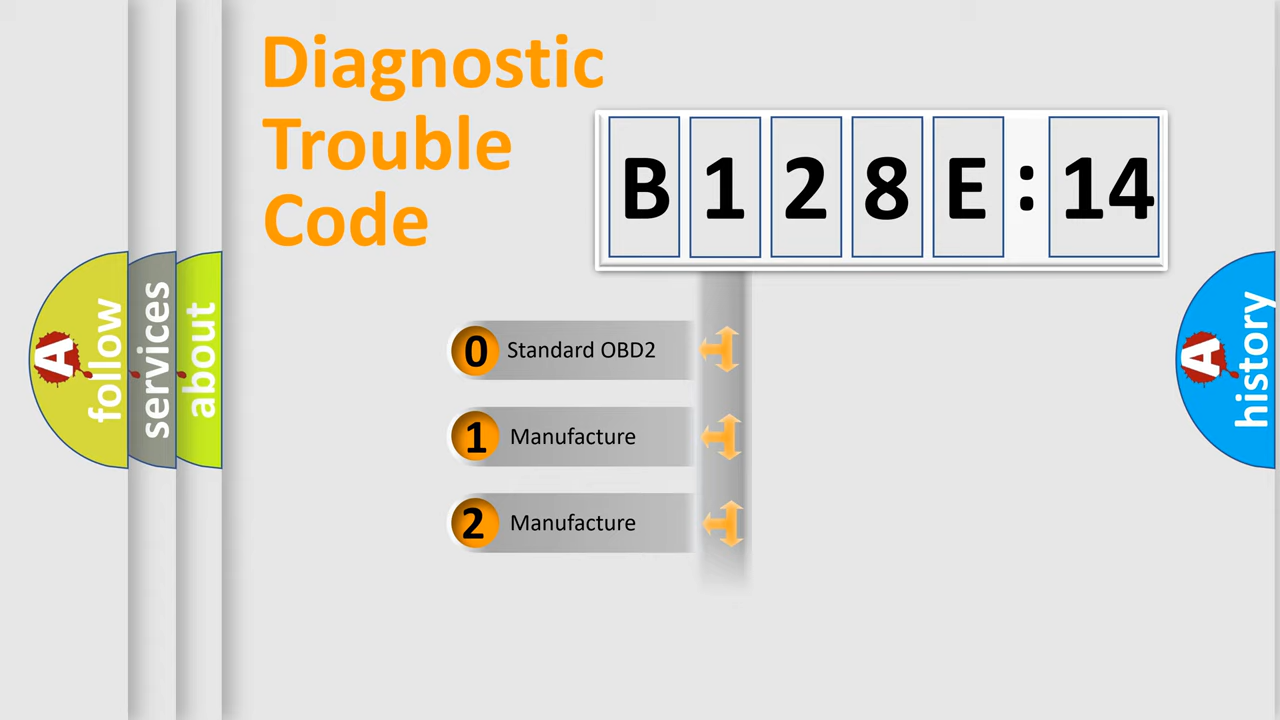 Diagnostic
Trouble
Code
B 1 2 8 E : 14
0 Standard OBD2
1 Manufacture
2 Manufacture
A follow
services
about
A history